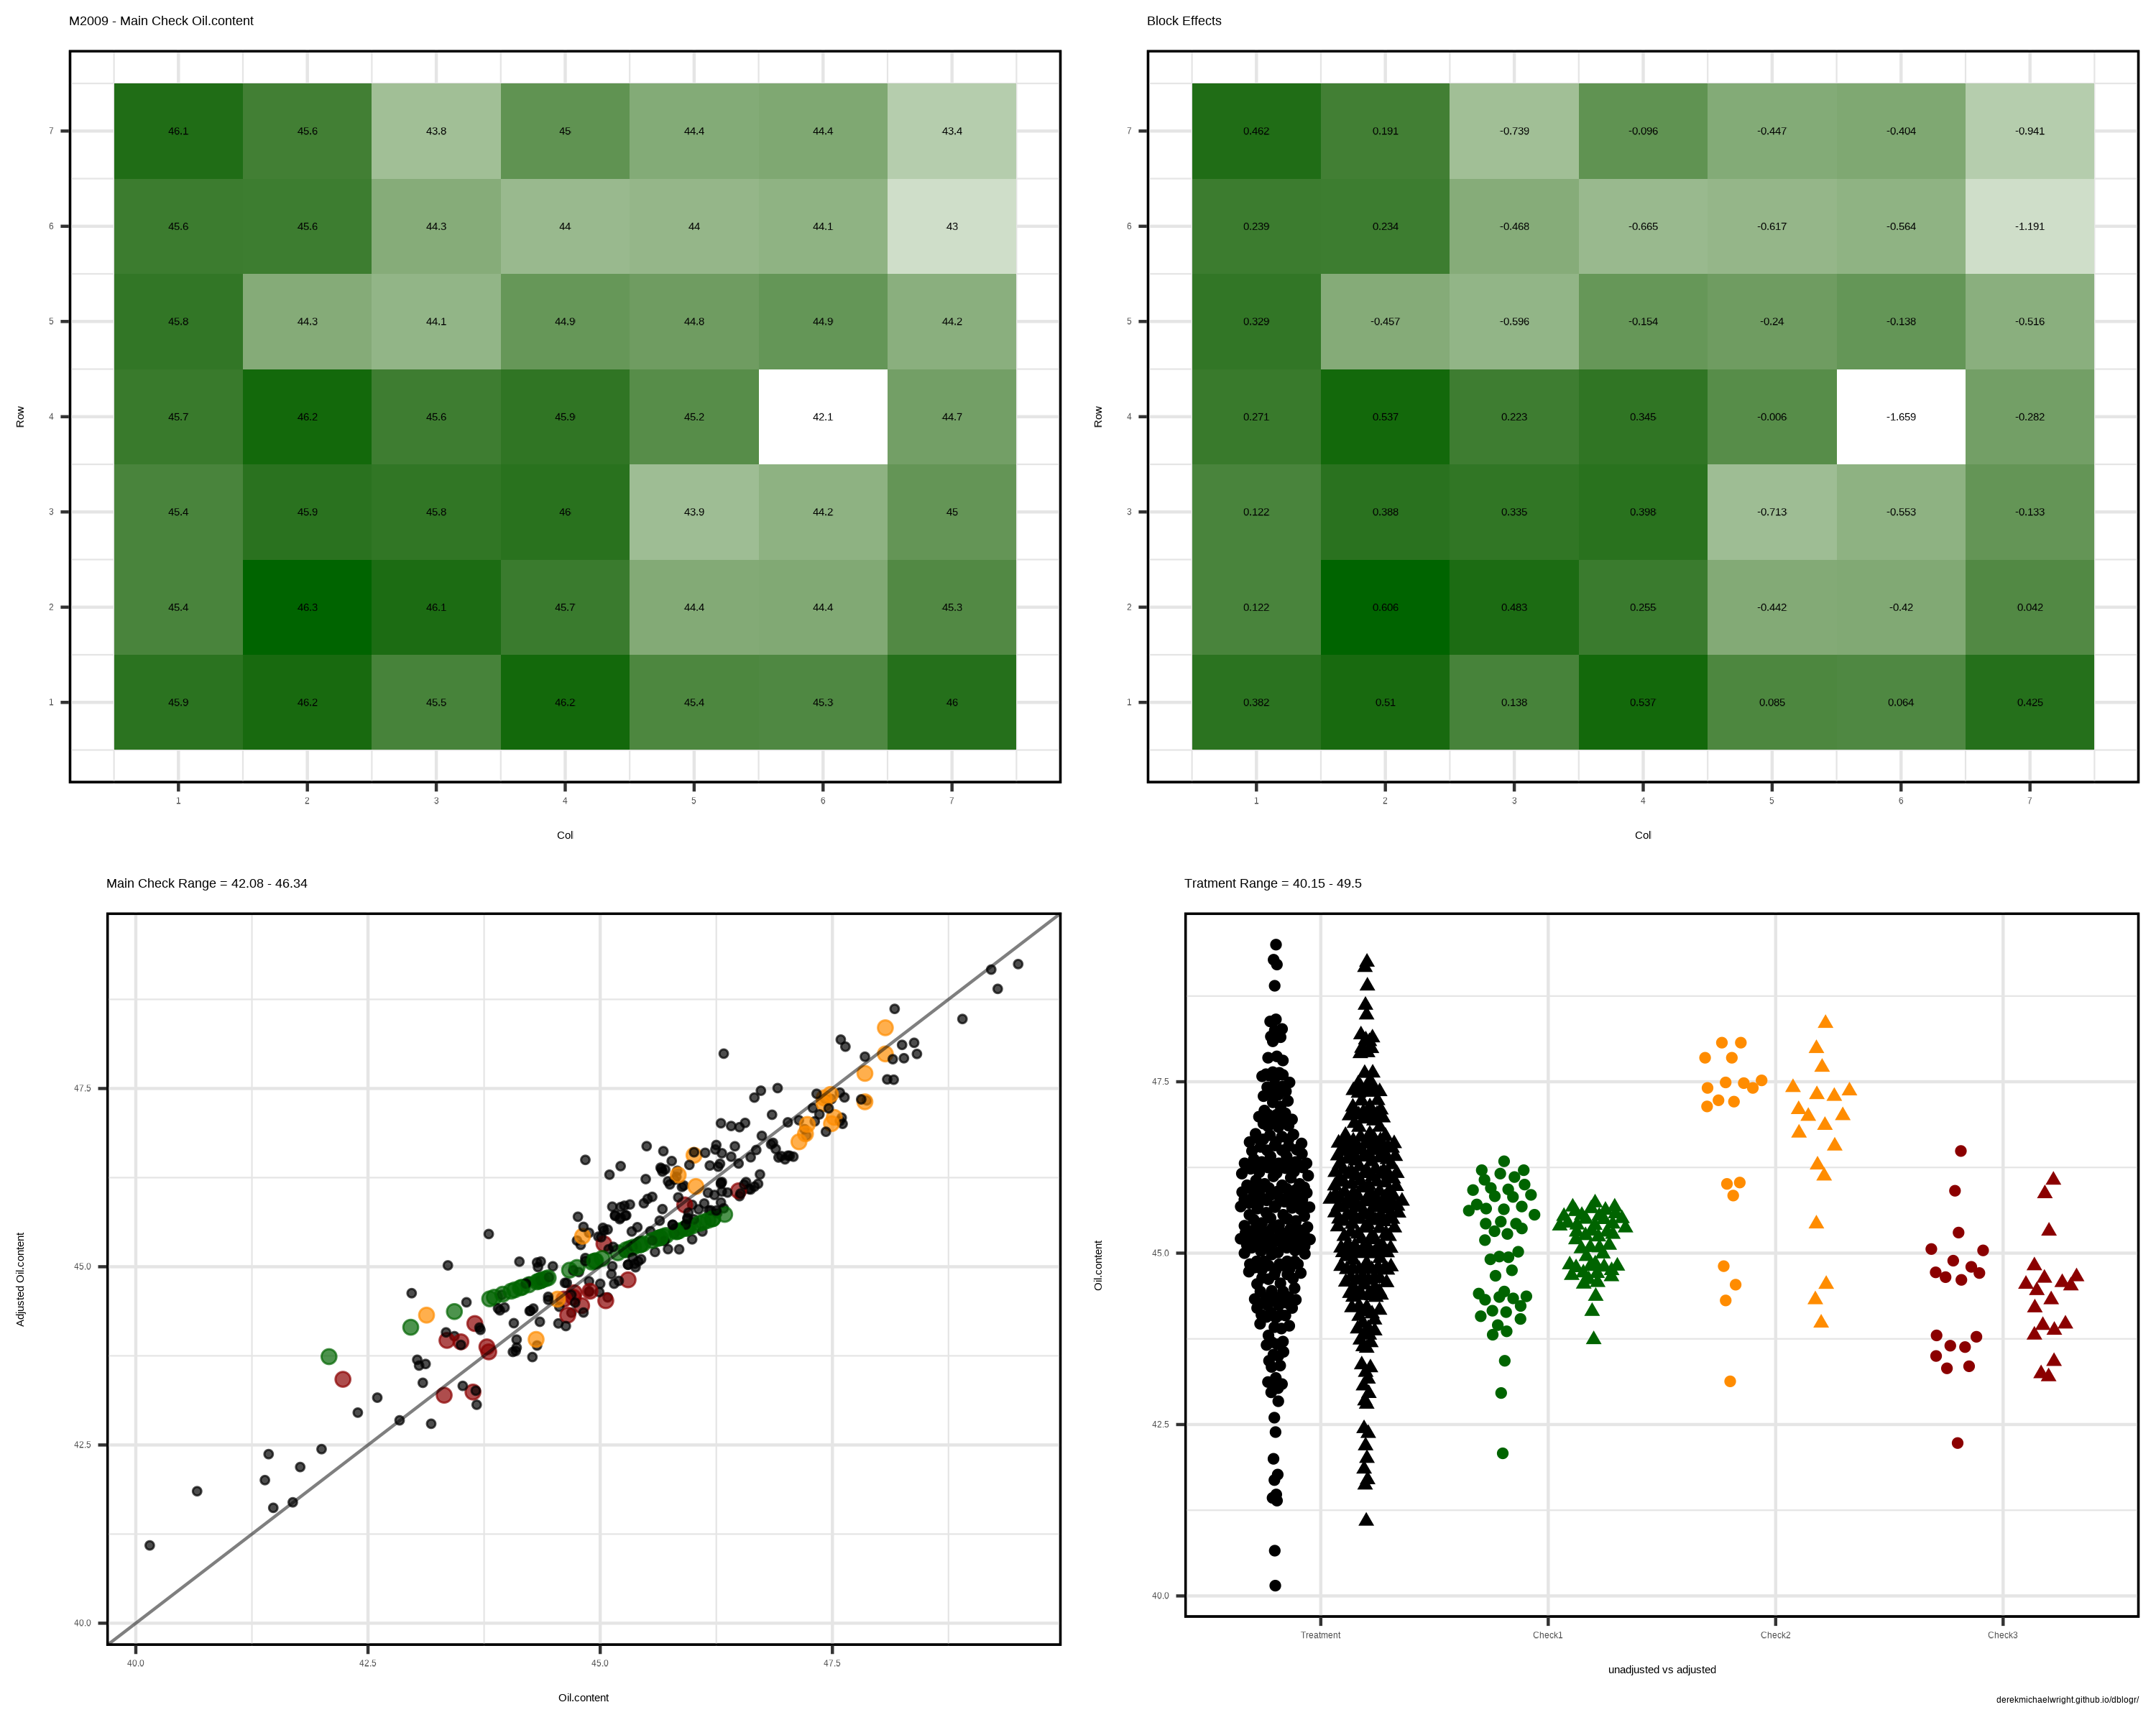 M2009 - Main Check Oil.content
Row
7 46.1 45.6 43.8 45 44.4 44.4 43.4
6 45.6 45.6 44.3 44 44 44.1 43
5 45.8 44.3 44.1 44.9 44.8 44.9 44.2
4 45.7 46.2 45.6 45.9 45.2 42.1 44.7
3 45.4 45.9 45.8 46 43.9 44.2 45
2 45.4 46.3 46.1 45.7 44.4 44.4 45.3
1 45.9 46.2 45.5 46.2 45.4 45.3 46
1 2 3 4 5 6 7
Col
Block Effects
Row
7 0.462 0.191 -0.739 -0.096 -0.447 -0.404 -0.941
6 0.239 0.234 -0.468 -0.665 -0.617 -0.564 -1.191
5 0.329 -0.457 -0.596 -0.154 -0.24 -0.138 -0.516
4 0.271 0.537 0.223 0.345 -0.006 -1.659 -0.282
3 0.122 0.388 0.335 0.398 -0.713 -0.553 -0.133
2 0.122 0.606 0.483 0.255 -0.442 -0.42 0.042
1 0.382 0.51 0.138 0.537 0.085 0.064 0.425
1 2 3 4 5 6 7
Col
Main Check Range = 42.08 - 46.34
Adjusted Oil.content
47.5
45.0
42.5
40.0
40.0 42.5 45.0 47.5
Oil.content
Tratment Range = 40.15 - 49.5
Oil.content
47.5
45.0
42.5
40.0
Treatment Check1 Check2 Check3
unadjusted vs adjusted
derekmichaelwright.github.io/dblogr/